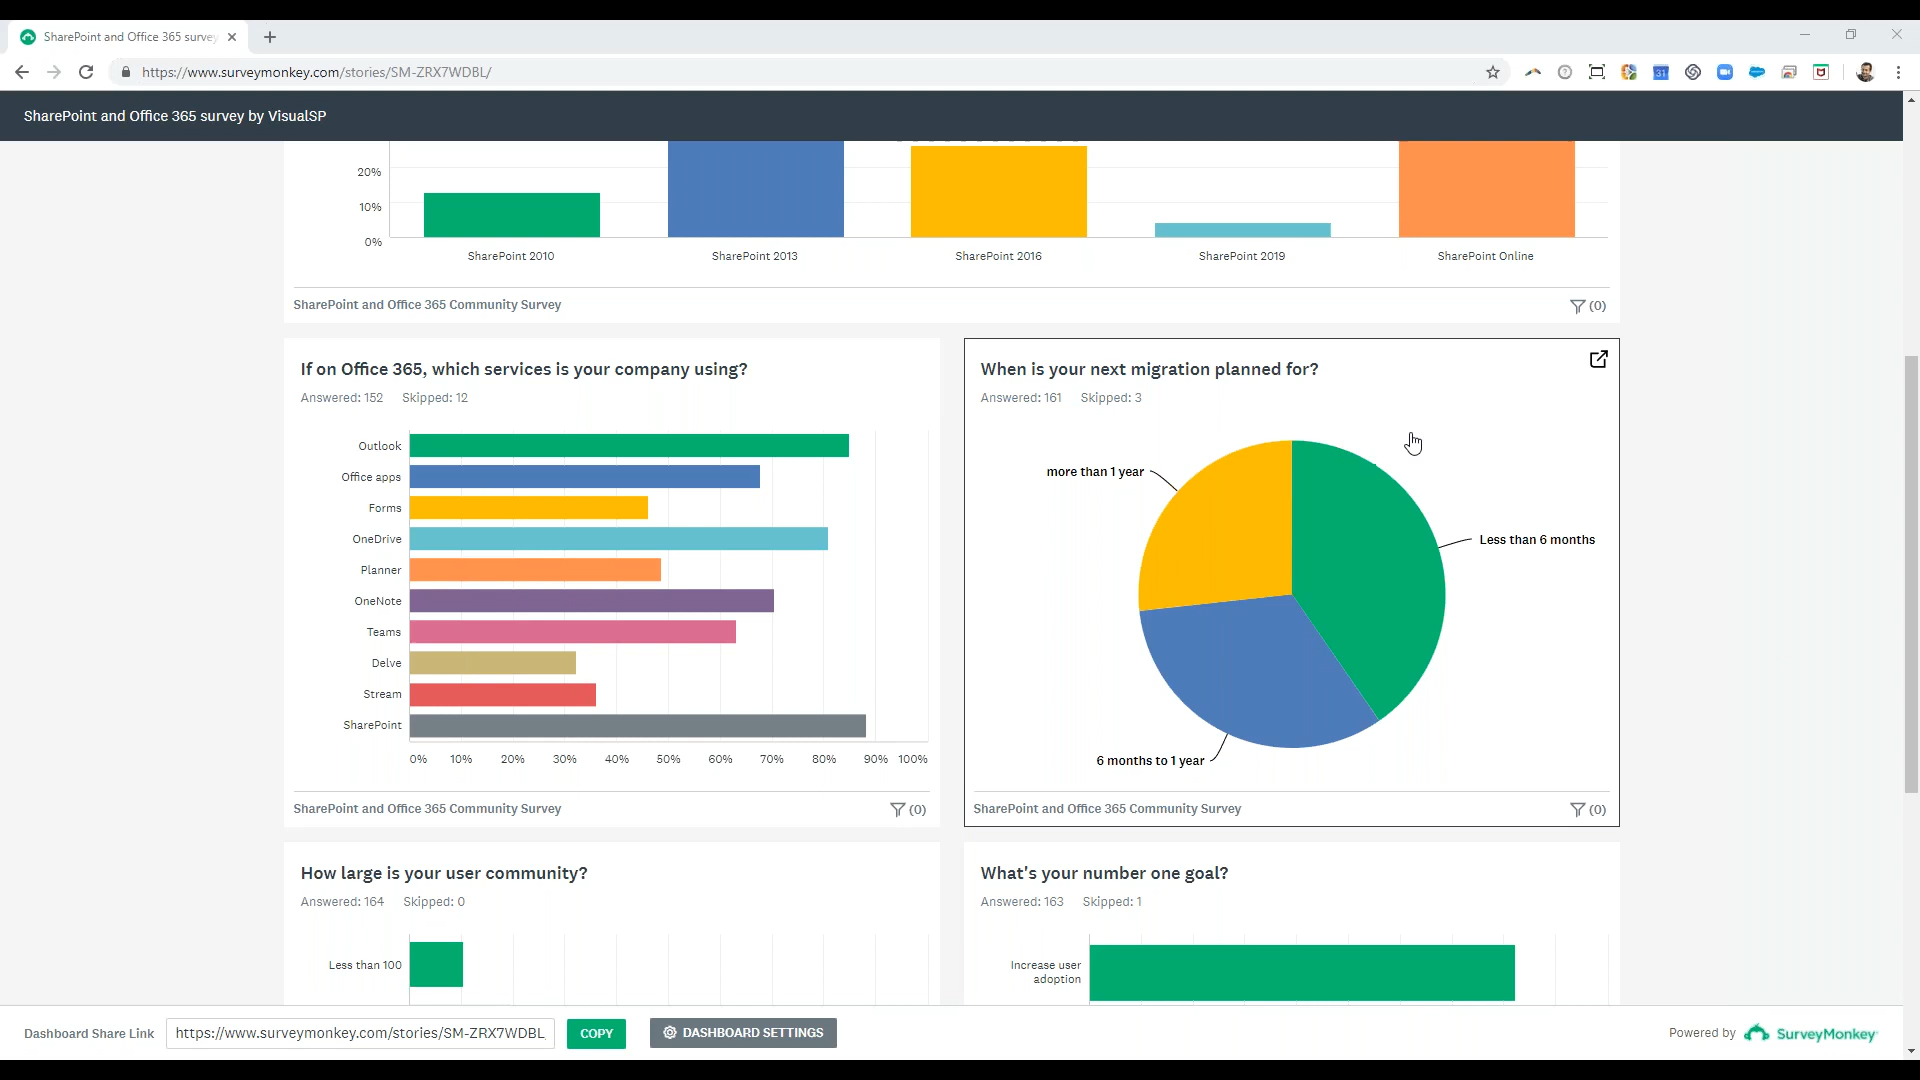 SharePoint and Office 365 survey
https://www.surveymonkey.com/stories/SM-ZRX7WDBL/
31
SharePoint and Office 365 survey by VisualSP
20%
10%
0%
SharePoint 2010
SharePoint 2013
SharePoint 2016
SharePoint 2019
SharePoint Online
SharePoint and Office 365 Community Survey
(0)
If on Office 365, which services is your company using?
Answered: 152 Skipped: 12
Outlook
Office apps
Forms
OneDrive
Planner
OneNote
Teams
Delve
Stream
SharePoint
0% 10% 20% 30% 40% 50% 60% 70% 80% 90% 100%
SharePoint and Office 365 Community Survey
(0)
When is your next migration planned for?
Answered: 161 Skipped: 3
more than 1 year
Less than 6 months
6 months to 1 year
SharePoint and Office 365 Community Survey
(0)
How large is your user community?
Answered: 164 Skipped: 0
Less than 100
What's your number one goal?
Answered: 163 Skipped: 1
Increase user
adoption
Dashboard Share Link
https://www.surveymonkey.com/stories/SM-ZRX7WDBL
COPY
DASHBOARD SETTINGS
Powered by
SurveyMonkey